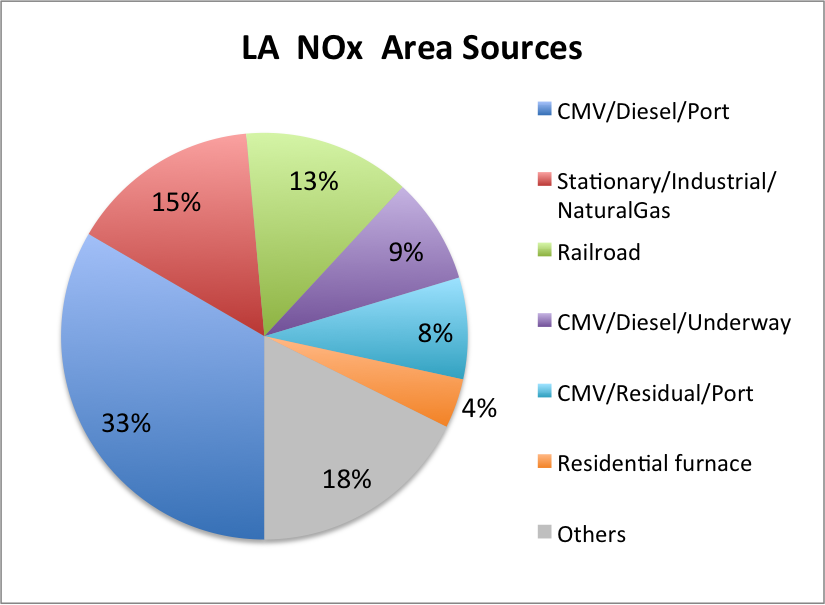 LA  NOx  Area Sources
CMV/Diesel/Port
Stationary/Industrial/
NaturalGas
Railroad
CMV/Diesel/Underway
CMV/Residual/Port
Residential furnace
Others
13%
15%
9%
8%
4%
33%
18%